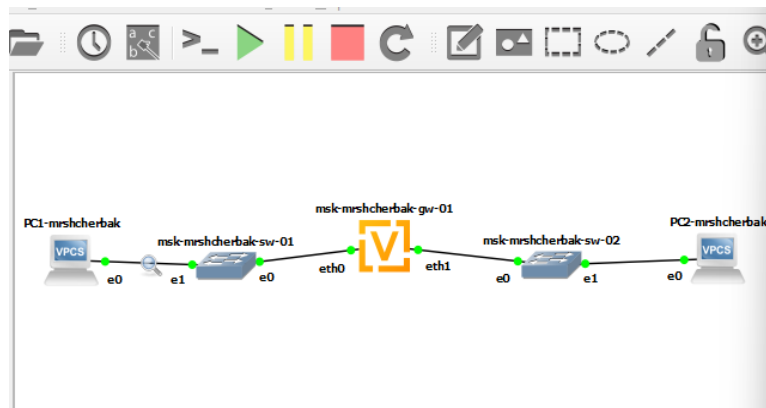 a c
b
>_
msk-mrshcherbak-gw-01
PC1-mrshcherbak
PC2-mrshcherbak
msk-mrshcherbak-sw-01
msk-mrshcherbak-sw-02
VPCS
V
VPCS
e0
e1
e0
eth0
eth1
e0
e1
e0